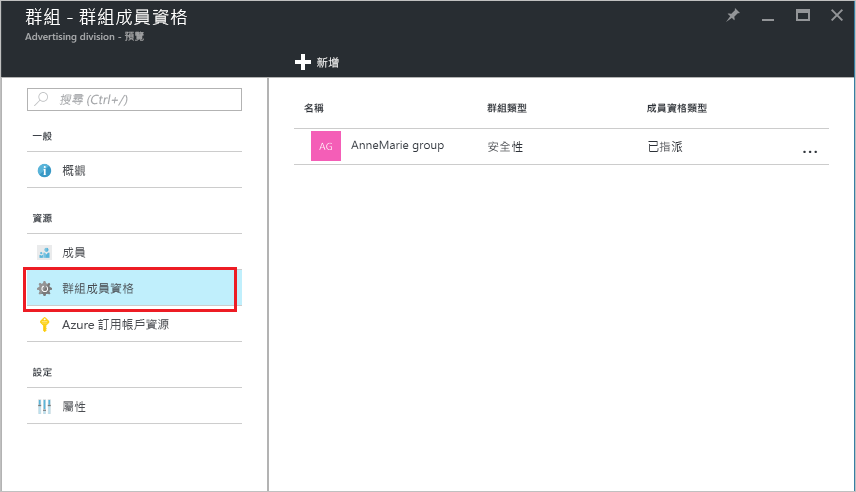 群組 - 群組成員資格
Advertising division - 預覽
新增
搜尋 (Ctrl+/)
一般
概觀
資源
成員
群組成員資格
Azure 訂用帳戶資源
設定
屬性
名稱 群組類型 成員資格類型
AG AnneMarie group 安全性 已指派 ...